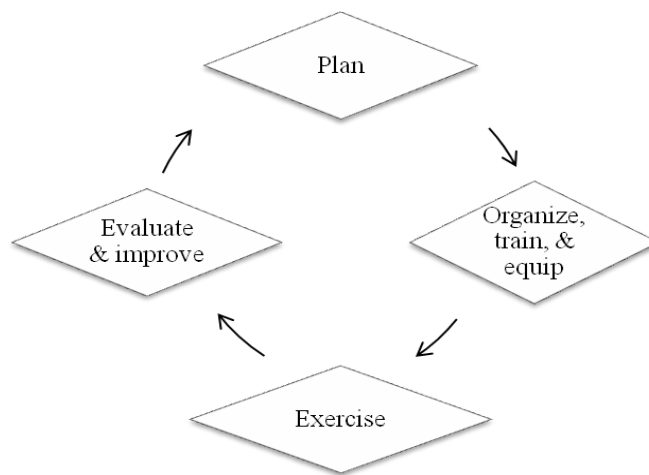 Plan
Organize,
train, &
equip
Exercise
Evaluate
& improve